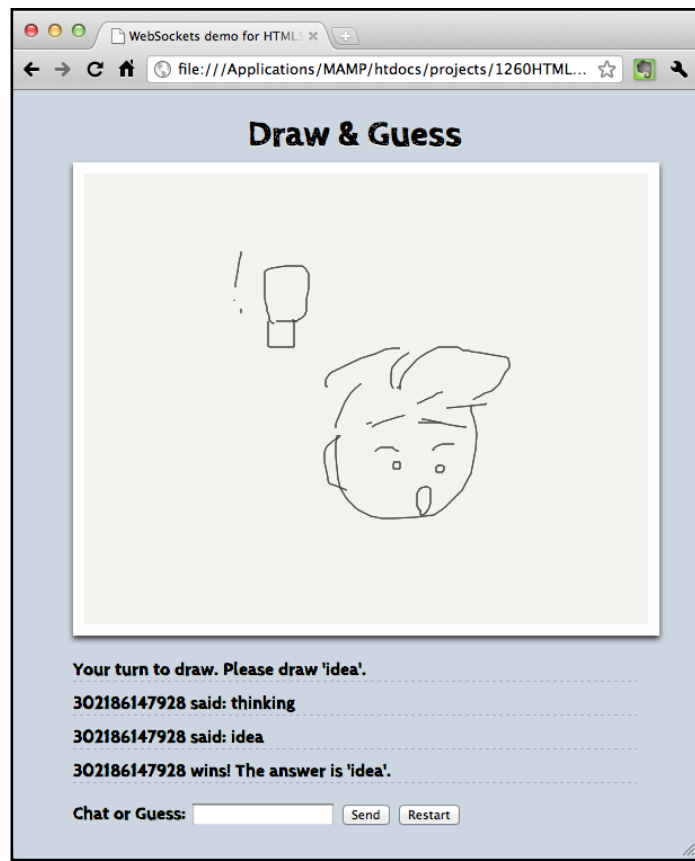 WebSockets demo for HTML5
file:///Applications/MAMP/htdocs/projects/1260HTML...
Draw & Guess
Your turn to draw. Please draw 'idea'.
302186147928 said: thinking
302186147928 said: idea
302186147928 wins! The answer is 'idea'.
Chat or Guess: Send Restart